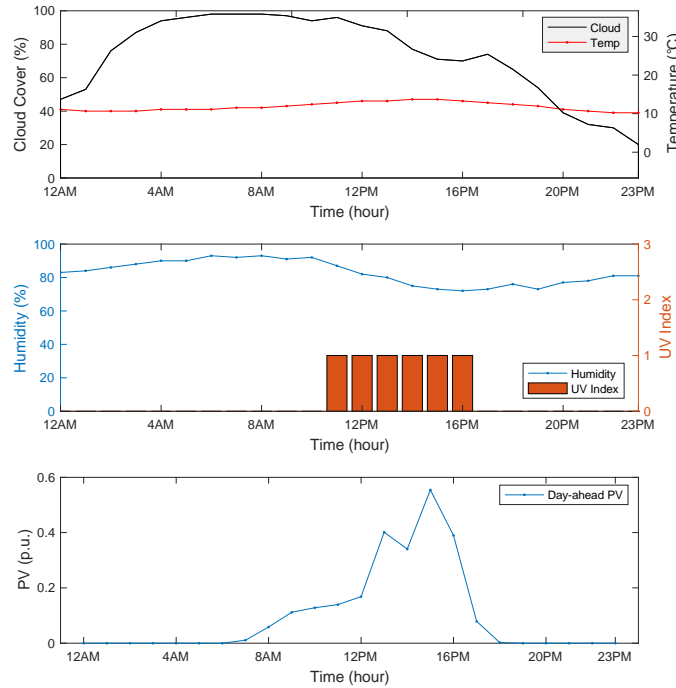 100
80
60
40
20
0
Cloud Cover (%)
Cloud
Temp
30
20
10
0
Temperature (℃)
12AM 4AM 8AM 12PM 16PM 20PM 23PM
Time (hour)
100
80
60
40
20
0
Humidity (%)
Humidity
UV Index
3
2
1
0
UV Index
12AM 4AM 8AM 12PM 16PM 20PM 23PM
Time (hour)
0.6
0.4
0.2
0
PV (p.u.)
Day-ahead PV
12AM 4AM 8AM 12PM 16PM 20PM 23PM
Time (hour)